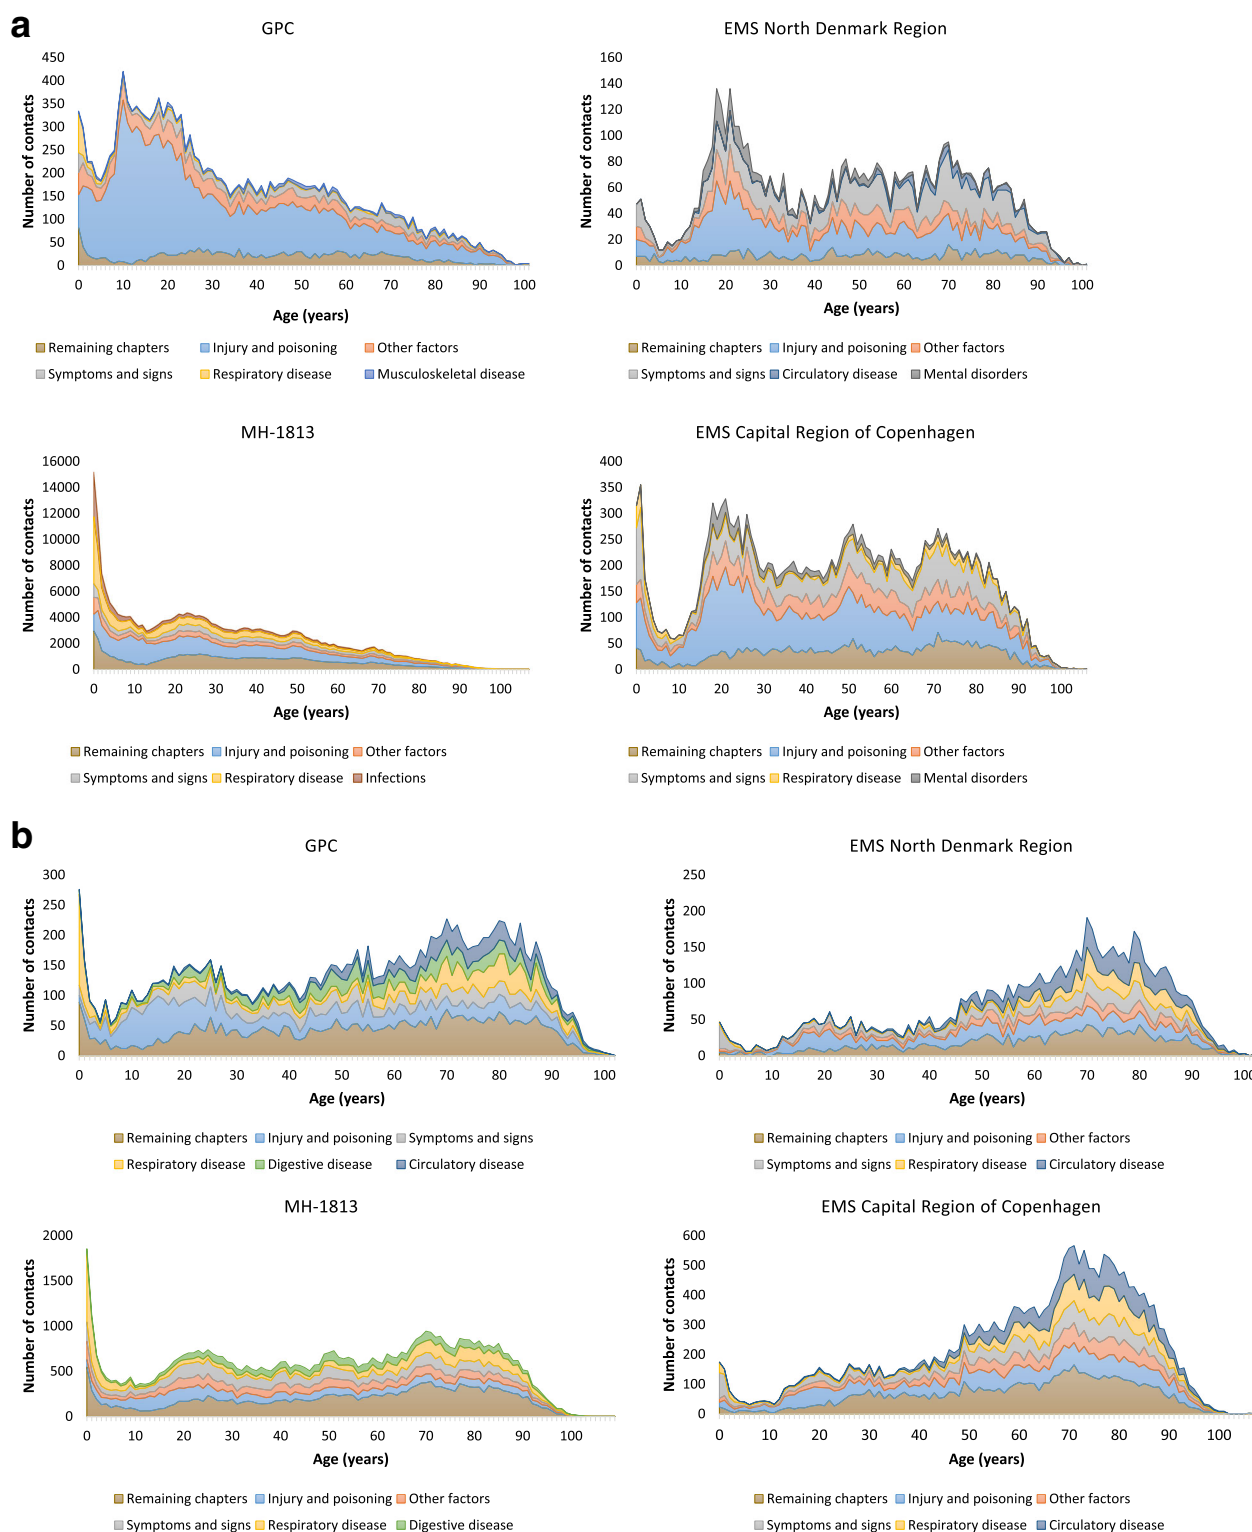 a
GPC
EMS North Denmark Region
Number of contacts
450
400
350
300
250
200
150
100
50
0
0 10 20 30 40 50 60 70 80 90 100
Age (years)
Remaining chapters Injury and poisoning Other factors
Symptoms and signs Respiratory disease Musculoskeletal disease
Number of contacts
160
140
120
100
80
60
40
20
0
0 10 20 30 40 50 60 70 80 90 100
Age (years)
Remaining chapters Injury and poisoning Other factors
Symptoms and signs Circulatory disease Mental disorders
MH-1813
EMS Capital Region of Copenhagen
Number of contacts
16000
14000
12000
10000
8000
6000
4000
2000
0
0 10 20 30 40 50 60 70 80 90 100
Age (years)
Remaining chapters Injury and poisoning Other factors
Symptoms and signs Respiratory disease Infections
Number of contacts
400
350
300
250
200
150
100
50
0
0 10 20 30 40 50 60 70 80 90 100
Age (years)
Remaining chapters Injury and poisoning Other factors
Symptoms and signs Respiratory disease Mental disorders
b
GPC
EMS North Denmark Region
Number of contacts
300
250
200
150
100
50
0
0 10 20 30 40 50 60 70 80 90 100
Age (years)
Remaining chapters Injury and poisoning Symptoms and signs
Respiratory disease Digestive disease Circulatory disease
Number of contacts
250
200
150
100
50
0
0 10 20 30 40 50 60 70 80 90 100
Age (years)
Remaining chapters Injury and poisoning Other factors
Symptoms and signs Respiratory disease Circulatory disease
MH-1813
EMS Capital Region of Copenhagen
Number of contacts
2000
1500
1000
500
0
0 10 20 30 40 50 60 70 80 90 100
Age (years)
Remaining chapters Injury and poisoning Other factors
Symptoms and signs Respiratory disease Digestive disease
Number of contacts
600
500
400
300
200
100
0
0 10 20 30 40 50 60 70 80 90 100
Age (years)
Remaining chapters Injury and poisoning Other factors
Symptoms and signs Respiratory disease Circulatory disease